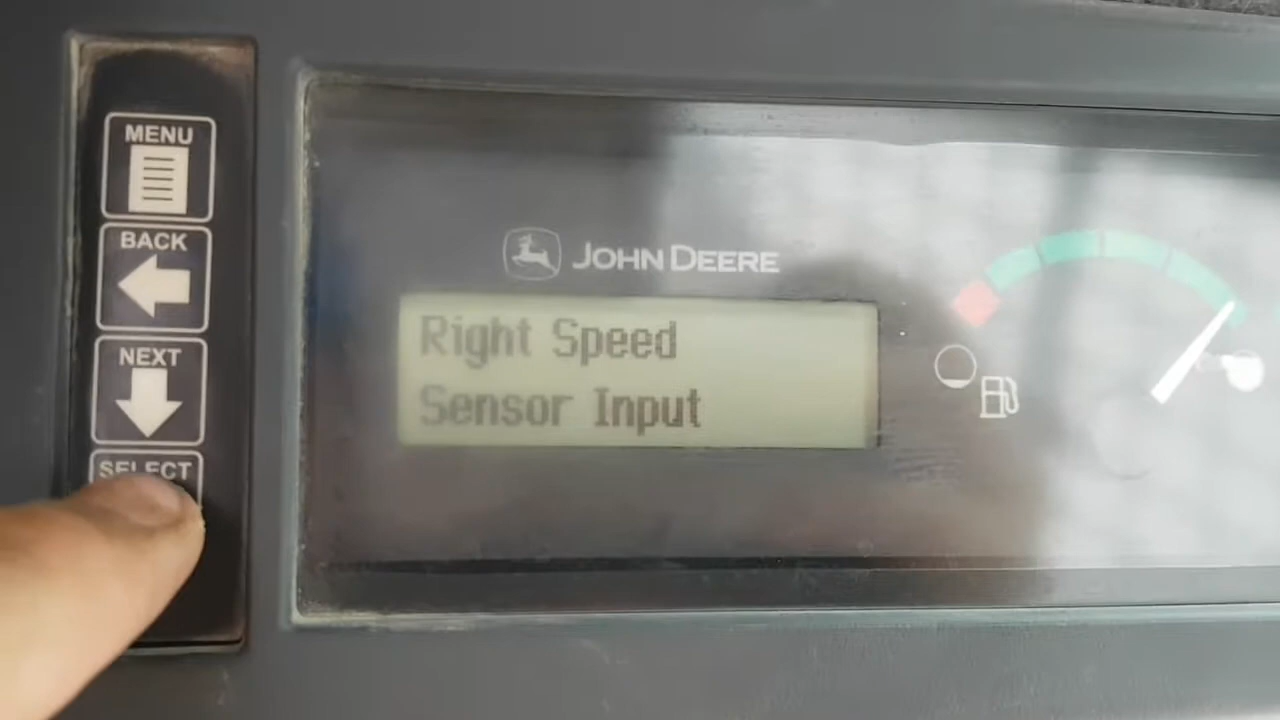 MENU
BACK
NEXT
SELECT
JOHN DEERE
Right Speed
Sensor Input